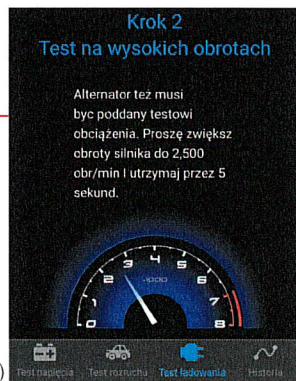 Krok 2
Test na wysokich obrotach
Alternator też musi
byc poddany testowi
obciążenia. Proszę zwiększ
obroty silnika do 2,500
obr/min I utrzymaj przez 5
sekund.
0 1 2 3 4 5 6 7 8
x1000
Test napięcia Test rozruchu Test ładowania Historia
)